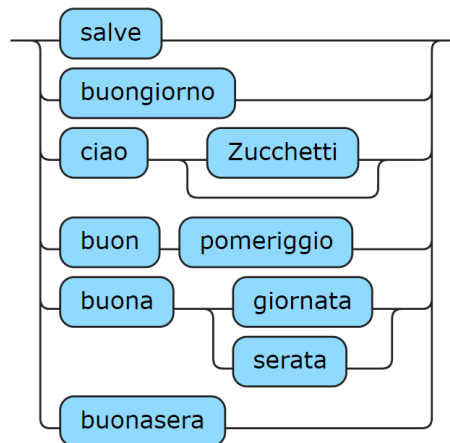 salve
buongiorno
ciao Zucchetti
buon pomeriggio
buona giornata
serata
buonasera